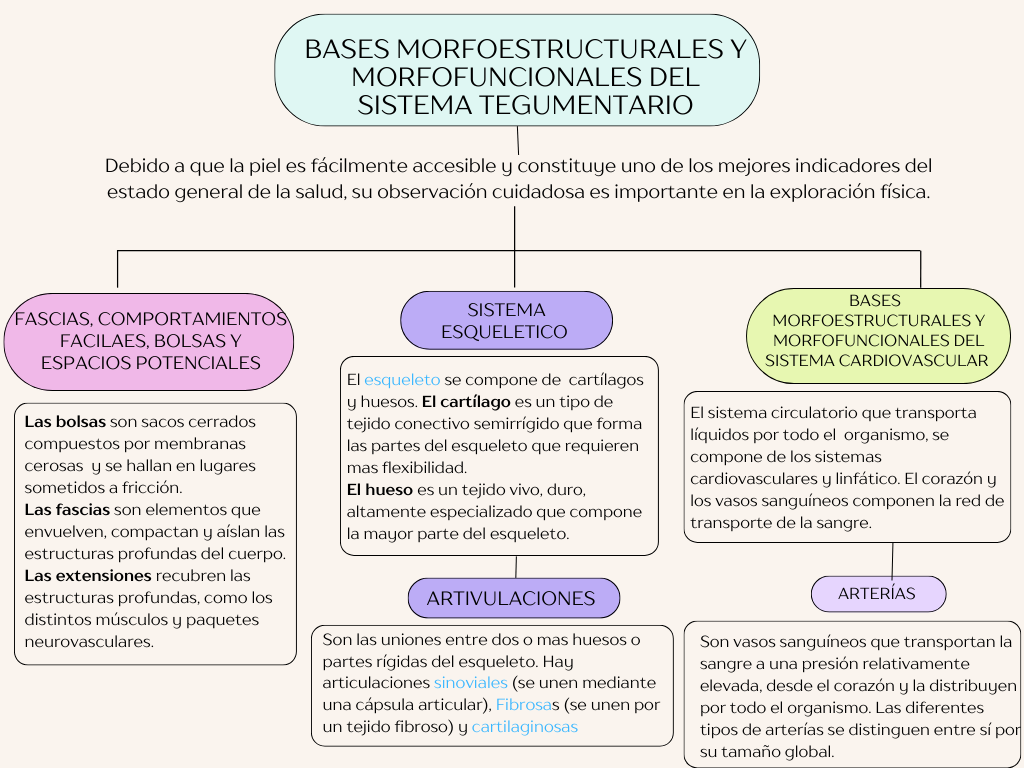 BASES MORFOESTRUCTURALES Y
MORFOFUNCIONALES DEL
SISTEMA TEGUMENTARIO
Debido a que la piel es fácilmente accesible y constituye uno de los mejores indicadores del
estado general de la salud, su observación cuidadosa es importante en la exploración física.
FASCIAS, COMPORTAMIENTOS
FACILAES, BOLSAS Y
ESPACIOS POTENCIALES
Las bolsas son sacos cerrados
compuestos por membranas
cerosas y se hallan en lugares
sometidos a fricción.
Las fascias son elementos que
envuelven, compactan y aíslan las
estructuras profundas del cuerpo.
Las extensiones recubren las
estructuras profundas, como los
distintos músculos y paquetes
neurovasculares.
SISTEMA
ESQUELETICO
El esqueleto se compone de cartílagos
y huesos. El cartílago es un tipo de
tejido conectivo semirrígido que forma
las partes del esqueleto que requieren
mas flexibilidad.
El hueso es un tejido vivo, duro,
altamente especializado que compone
la mayor parte del esqueleto.
ARTIVULACIONES
Son las uniones entre dos o mas huesos o
partes rígidas del esqueleto. Hay
articulaciones sinoviales (se unen mediante
una cápsula articular), Fibrosas (se unen por
un tejido fibroso) y cartilaginosas
BASES
MORFOESTRUCTURALES Y
MORFOFUNCIONALES DEL
SISTEMA CARDIOVASCULAR
El sistema circulatorio que transporta
líquidos por todo el organismo, se
compone de los sistemas
cardiovasculares y linfático. El corazón y
los vasos sanguíneos componen la red de
transporte de la sangre.
ARTERÍAS
Son vasos sanguíneos que transportan la
sangre a una presión relativamente
elevada, desde el corazón y la distribuyen
por todo el organismo. Las diferentes
tipos de arterías se distinguen entre sí por
su tamaño global.